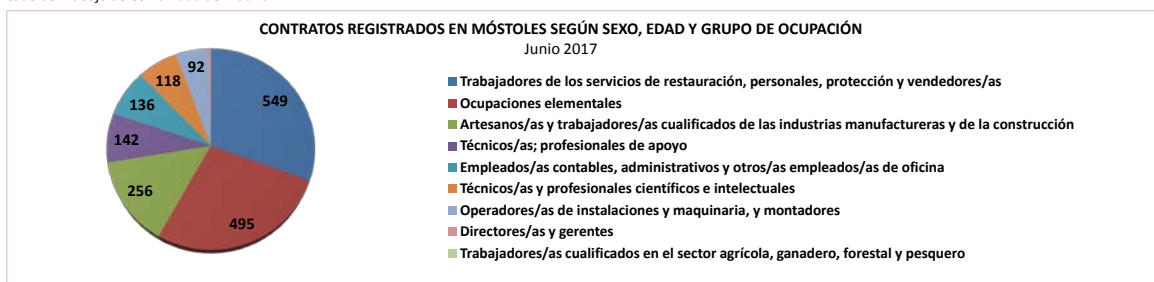 CONTRATOS REGISTRADOS EN MÓSTOLES SEGÚN SEXO, EDAD Y GRUPO DE OCUPACIÓN
Junio 2017
92
118
549
136
142
256
495
Trabajadores de los servicios de restauración, personales, protección y vendedores/as
Ocupaciones elementales
Artesanos/as y trabajadores/as cualificados de las industrias manufactureras y de la construcción
Técnicos/as; profesionales de apoyo
Empleados/as contables, administrativos y otros/as empleados/as de oficina
Técnicos/as y profesionales científicos e intelectuales
Operadores/as de instalaciones y maquinaria, y montadores
Directores/as y gerentes
Trabajadores/as cualificados en el sector agrícola, ganadero, forestal y pesquero